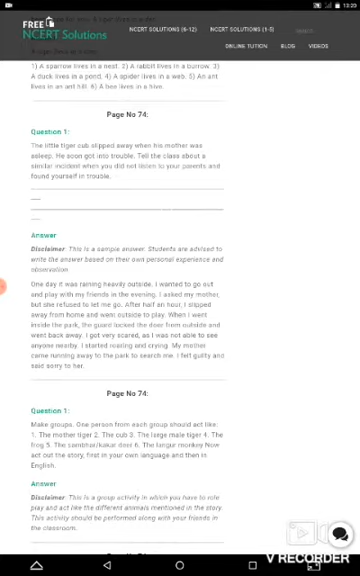 13:23
FREE
NCERT Solutions
NCERT SOLUTIONS (6-12)
NCERT SOLUTIONS (1-5)
ONLINE TUITION
BLOG
VIDEOS
1) A sparrow lives in a nest. 2) A rabbit lives in a burrow. 3)
A duck lives in a pond. 4) A spider lives in a web. 5) An ant
lives in an ant hill. 6) A bee lives in a hive.
Page No 74:
Question 1:
The little tiger cub slipped away when his mother was
asleep. He soon got into trouble. Tell the class about a
similar incident when you did not listen to your parents and
found yourself in trouble.
Answer
Disclaimer: This is a sample answer. Students are advised to
write the answer based on their own personal experience and
observation.
One day it was raining heavily outside. I wanted to go out
and play with my friends in the evening. I asked my mother,
but she refused to let me go. After half an hour, I slipped
away from home and went outside to play. When I went
inside the park, the guard locked the door from outside and
went back away. I got very scared, as I was not able to see
anyone nearby. I started roaring and crying. My mother
came running away to the park to search me. I felt guilty and
said sorry to her.
Page No 74:
Question 1:
Make groups. One person from each group should act like:
1. The mother tiger 2. The cub 3. The large male tiger 4. The
frog 5. The sambhar/kakar deer 6. The langur monkey Now
act out the story, first in your own language and then in
English.
Answer
Disclaimer: This is a group activity in which you have to role
play and act like the different animals mentioned in the story.
This activity should be performed along with your friends in
the classroom.
V RECORDER